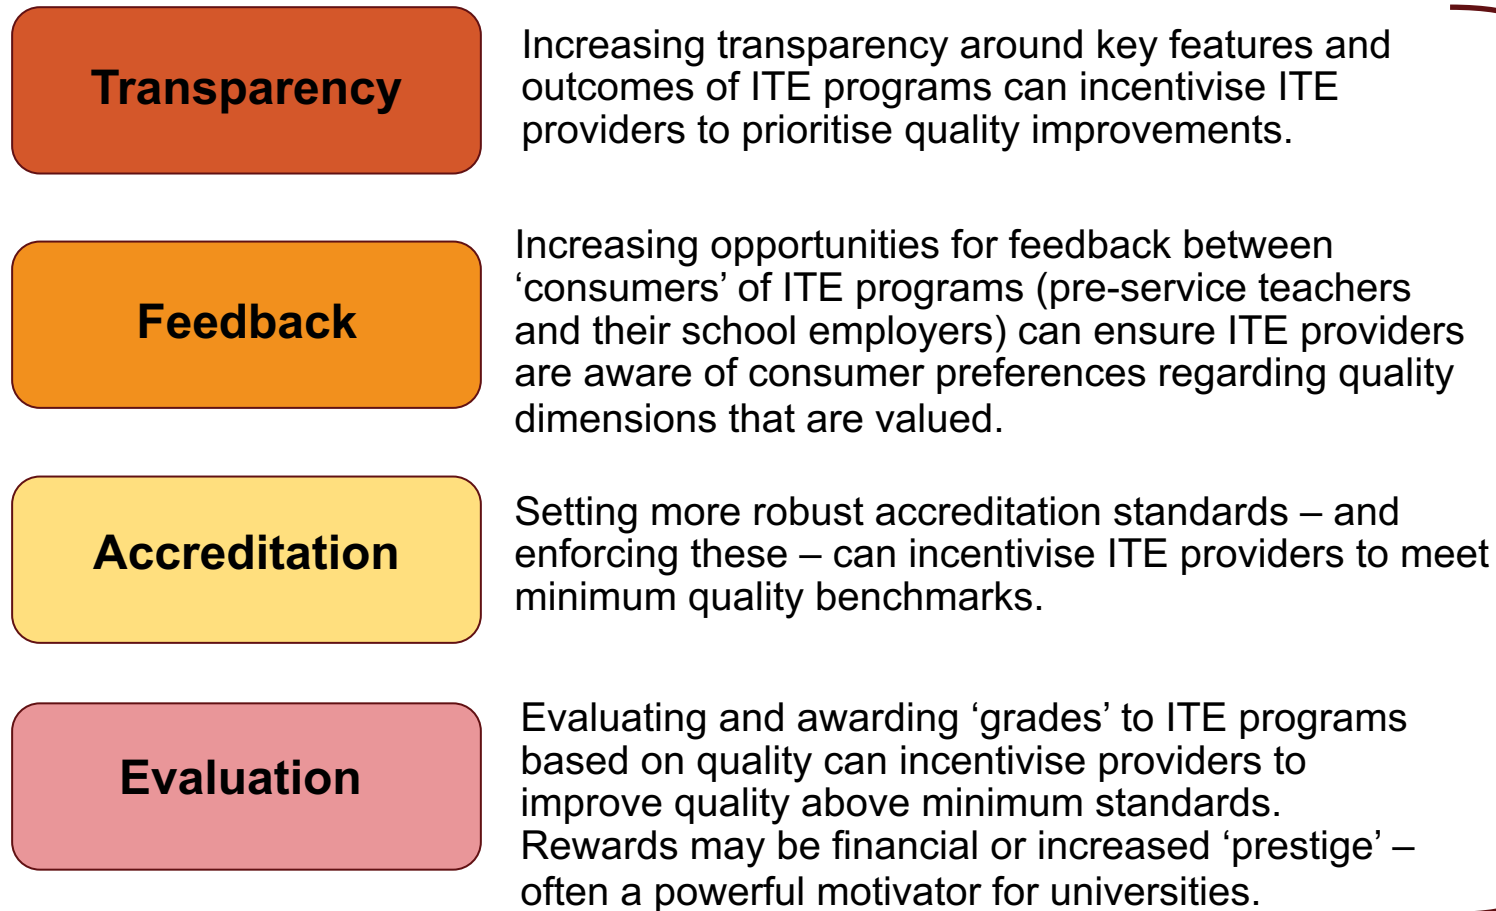 Transparency
Increasing transparency around key features and
outcomes of ITE programs can incentivise ITE
providers to prioritise quality improvements.
Feedback
Increasing opportunities for feedback between
‘consumers’ of ITE programs (pre-service teachers
and their school employers) can ensure ITE providers
are aware of consumer preferences regarding quality
dimensions that are valued.
Accreditation
Setting more robust accreditation standards – and
enforcing these – can incentivise ITE providers to meet
minimum quality benchmarks.
Evaluation
Evaluating and awarding ‘grades’ to ITE programs
based on quality can incentivise providers to
improve quality above minimum standards.
Rewards may be financial or increased ‘prestige’ –
often a powerful motivator for universities.